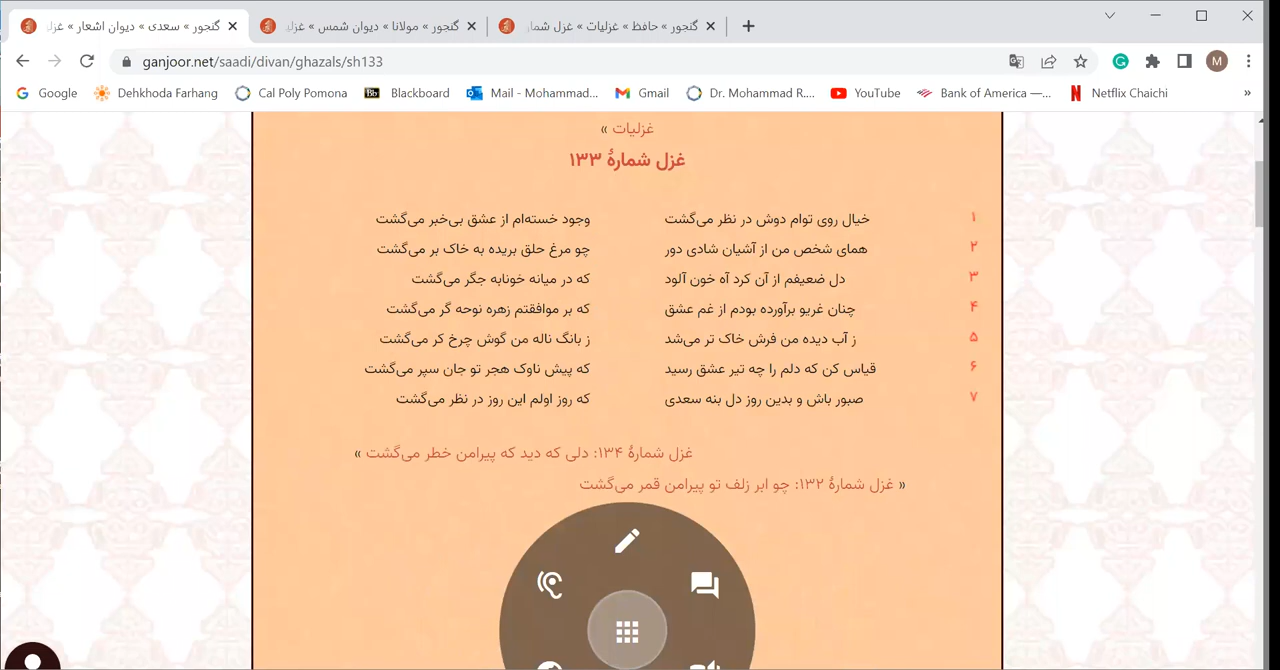 گنجور » سعدی » دیوان اشعار » غزل
گنجور » مولانا » دیوان شمس » غزلی
گنجور » حافظ » غزلیات » غزل شمار
ganjoor.net/saadi/divan/ghazals/sh133
M
Google
Dehkhoda Farhang
Cal Poly Pomona
Bb Blackboard
Mail - Mohammad...
Gmail
Dr. Mohammad R....
YouTube
Bank of America —...
Netflix Chaichi
»
غزلیات »
غزل شمارهٔ ۱۳۳
۱ خیال روی توام دوش در نظر می‌گشت وجود خسته‌ام از عشق بی‌خبر می‌گشت
۲ همای شخص من از آشیان شادی دور چو مرغ حلق بریده به خاک بر می‌گشت
۳ دل ضعیفم از آن کرد آه خون آلود که در میانه خونابه جگر می‌گشت
۴ چنان غریو برآورده بودم از غم عشق که بر موافقتم زهره نوحه گر می‌گشت
۵ ز آب دیده من فرش خاک تر می‌شد ز بانگ ناله من گوش چرخ کر می‌گشت
۶ قیاس کن که دلم را چه تیر عشق رسید که پیش ناوک هجر تو جان سپر می‌گشت
۷ صبور باش و بدین روز دل بنه سعدی که روز اولم این روز در نظر می‌گشت
غزل شمارهٔ ۱۳۴: دلی که دید که پیرامن خطر می‌گشت »
« غزل شمارهٔ ۱۳۲: چو ابر زلف تو پیرامن قمر می‌گشت